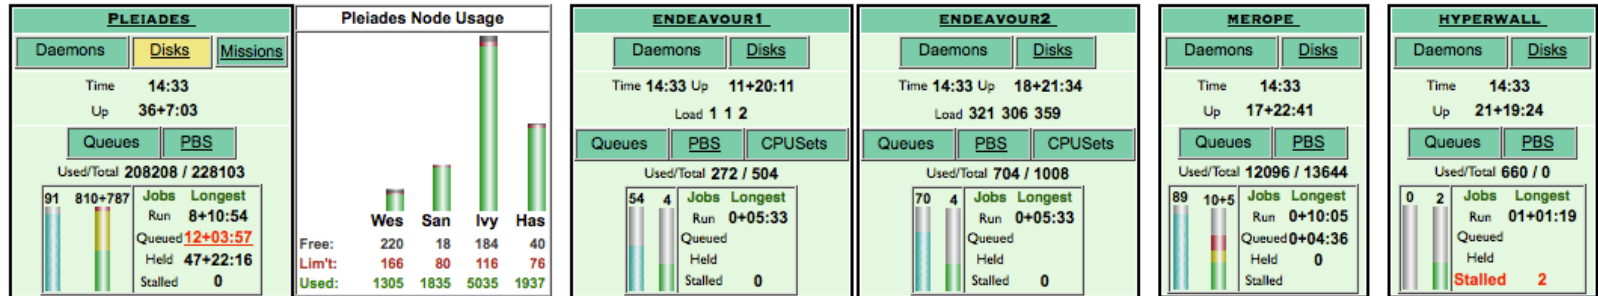 PLEIADES
Daemons Disks Missions
Time 14:33
Up 36+7:03
Queues PBS
Used/Total 208208 / 228103
91 810+787 Jobs Longest
Run 8+10:54
Queued 12+03:57
Held 47+22:16
Stalled 0
Pleiades Node Usage
Wes San Ivy Has
Free: 220 18 184 40
Lim't: 166 80 116 76
Used: 1305 1835 5035 1937
ENDEAVOUR1
Daemons Disks
Time 14:33 Up 11+20:11
Load 1 1 2
Queues PBS CPUSets
Used/Total 272 / 504
54 4 Jobs Longest
Run 0+05:33
Queued
Held
Stalled 0
ENDEAVOUR2
Daemons Disks
Time 14:33 Up 18+21:34
Load 321 306 359
Queues PBS CPUSets
Used/Total 704 / 1008
70 4 Jobs Longest
Run 0+05:33
Queued
Held
Stalled 0
MEROPE
Daemons Disks
Time 14:33
Up 17+22:41
Queues PBS
Used/Total 12096 / 13644
89 10+5 Jobs Longest
Run 0+10:05
Queued 0+04:36
Held 0
Stalled
HYPERWALL
Daemons Disks
Time 14:33
Up 21+19:24
Queues PBS
Used/Total 660 / 0
0 2 Jobs Longest
Run 01+01:19
Queued
Held
Stalled 2